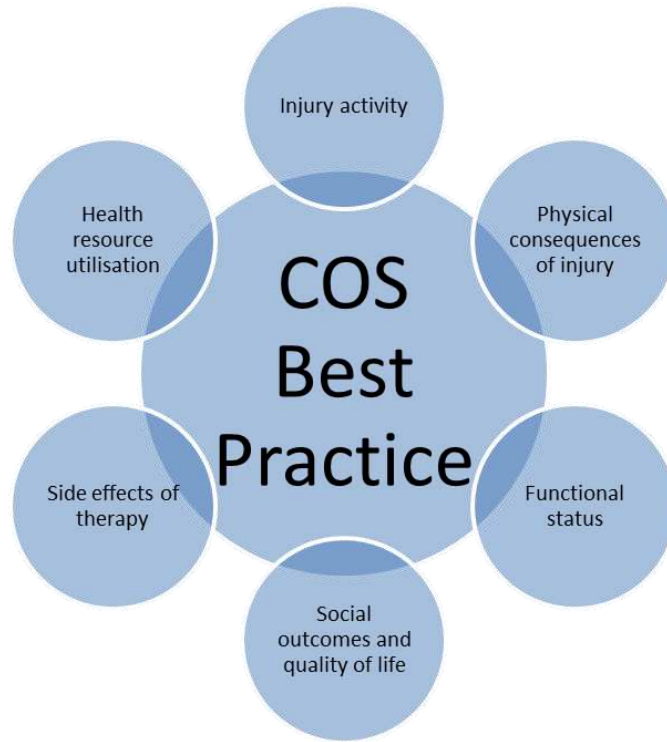 Injury activity
Physical
consequences
of injury
Functional
status
Social
outcomes and
quality of life
Side effects of
therapy
Health
resource
utilisation
COS
Best
Practice